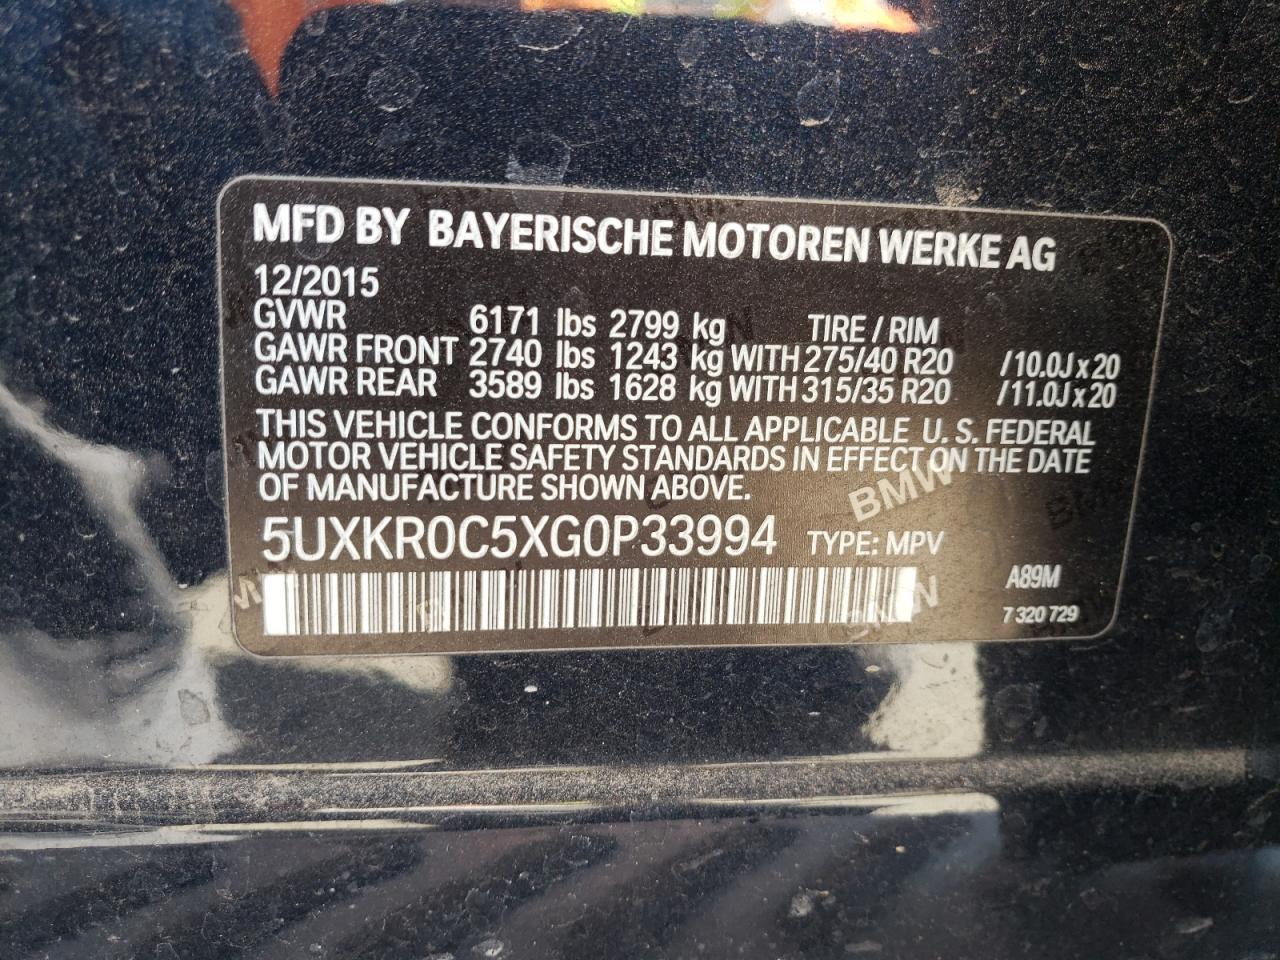 MFD BY BAYERISCHE MOTOREN WERKE AG
12/2015
GVWR 6171 lbs 2799 kg TIRE / RIM
GAWR FRONT 2740 lbs 1243 kg WITH 275/40 R20 /10.0J x 20
GAWR REAR 3589 lbs 1628 kg WITH 315/35 R20 /11.0J x 20
THIS VEHICLE CONFORMS TO ALL APPLICABLE U. S. FEDERAL
MOTOR VEHICLE SAFETY STANDARDS IN EFFECT ON THE DATE
OF MANUFACTURE SHOWN ABOVE.
BMW
5UXKR0C5XG0P33994 TYPE: MPV
A89M
BMW
7 320 729